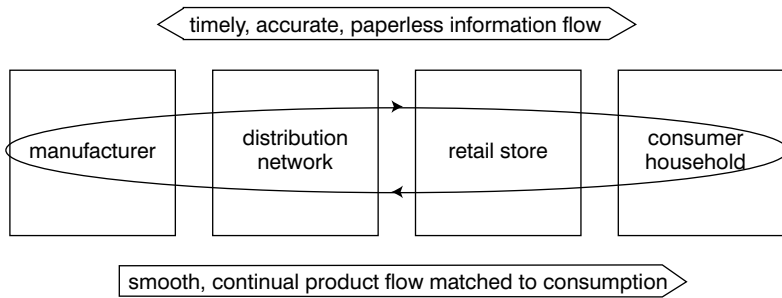 timely, accurate, paperless information flow
manufacturer
distribution
network
retail store
consumer
household
smooth, continual product flow matched to consumption